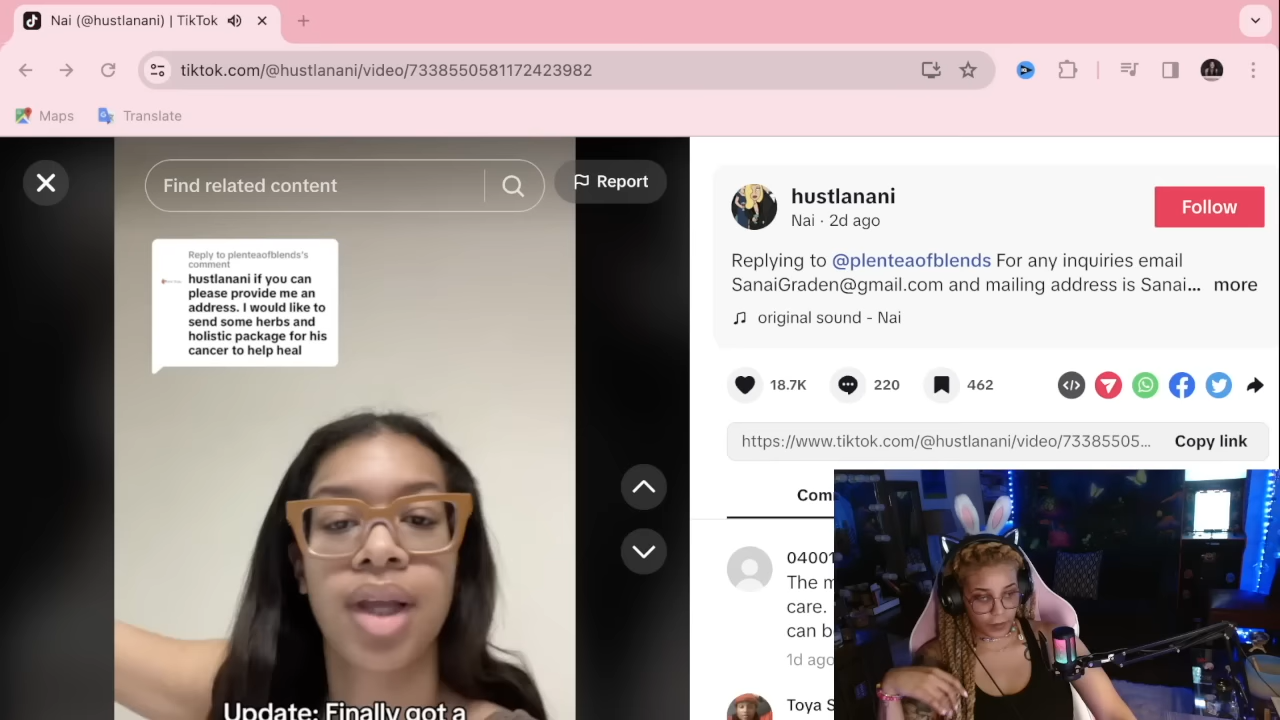 Nai (@hustlanani) | TikTok
tiktok.com/@hustlanani/video/7338550581172423982
Maps
Translate
Find related content
Report
Reply to plenteaofblends's
comment
hustlanani if you can
please provide me an
address. I would like to
send some herbs and
holistic package for his
cancer to help heal
Update: Finally got a
hustlanani
Nai · 2d ago
Follow
Replying to @plenteaofblends For any inquiries email
SanaiGraden@gmail.com and mailing address is Sanai... more
original sound - Nai
18.7K
220
462
https://www.tiktok.com/@hustlanani/video/73385505...
Copy link
Com
04001
The m
care.
can b
1d ago
Toya S